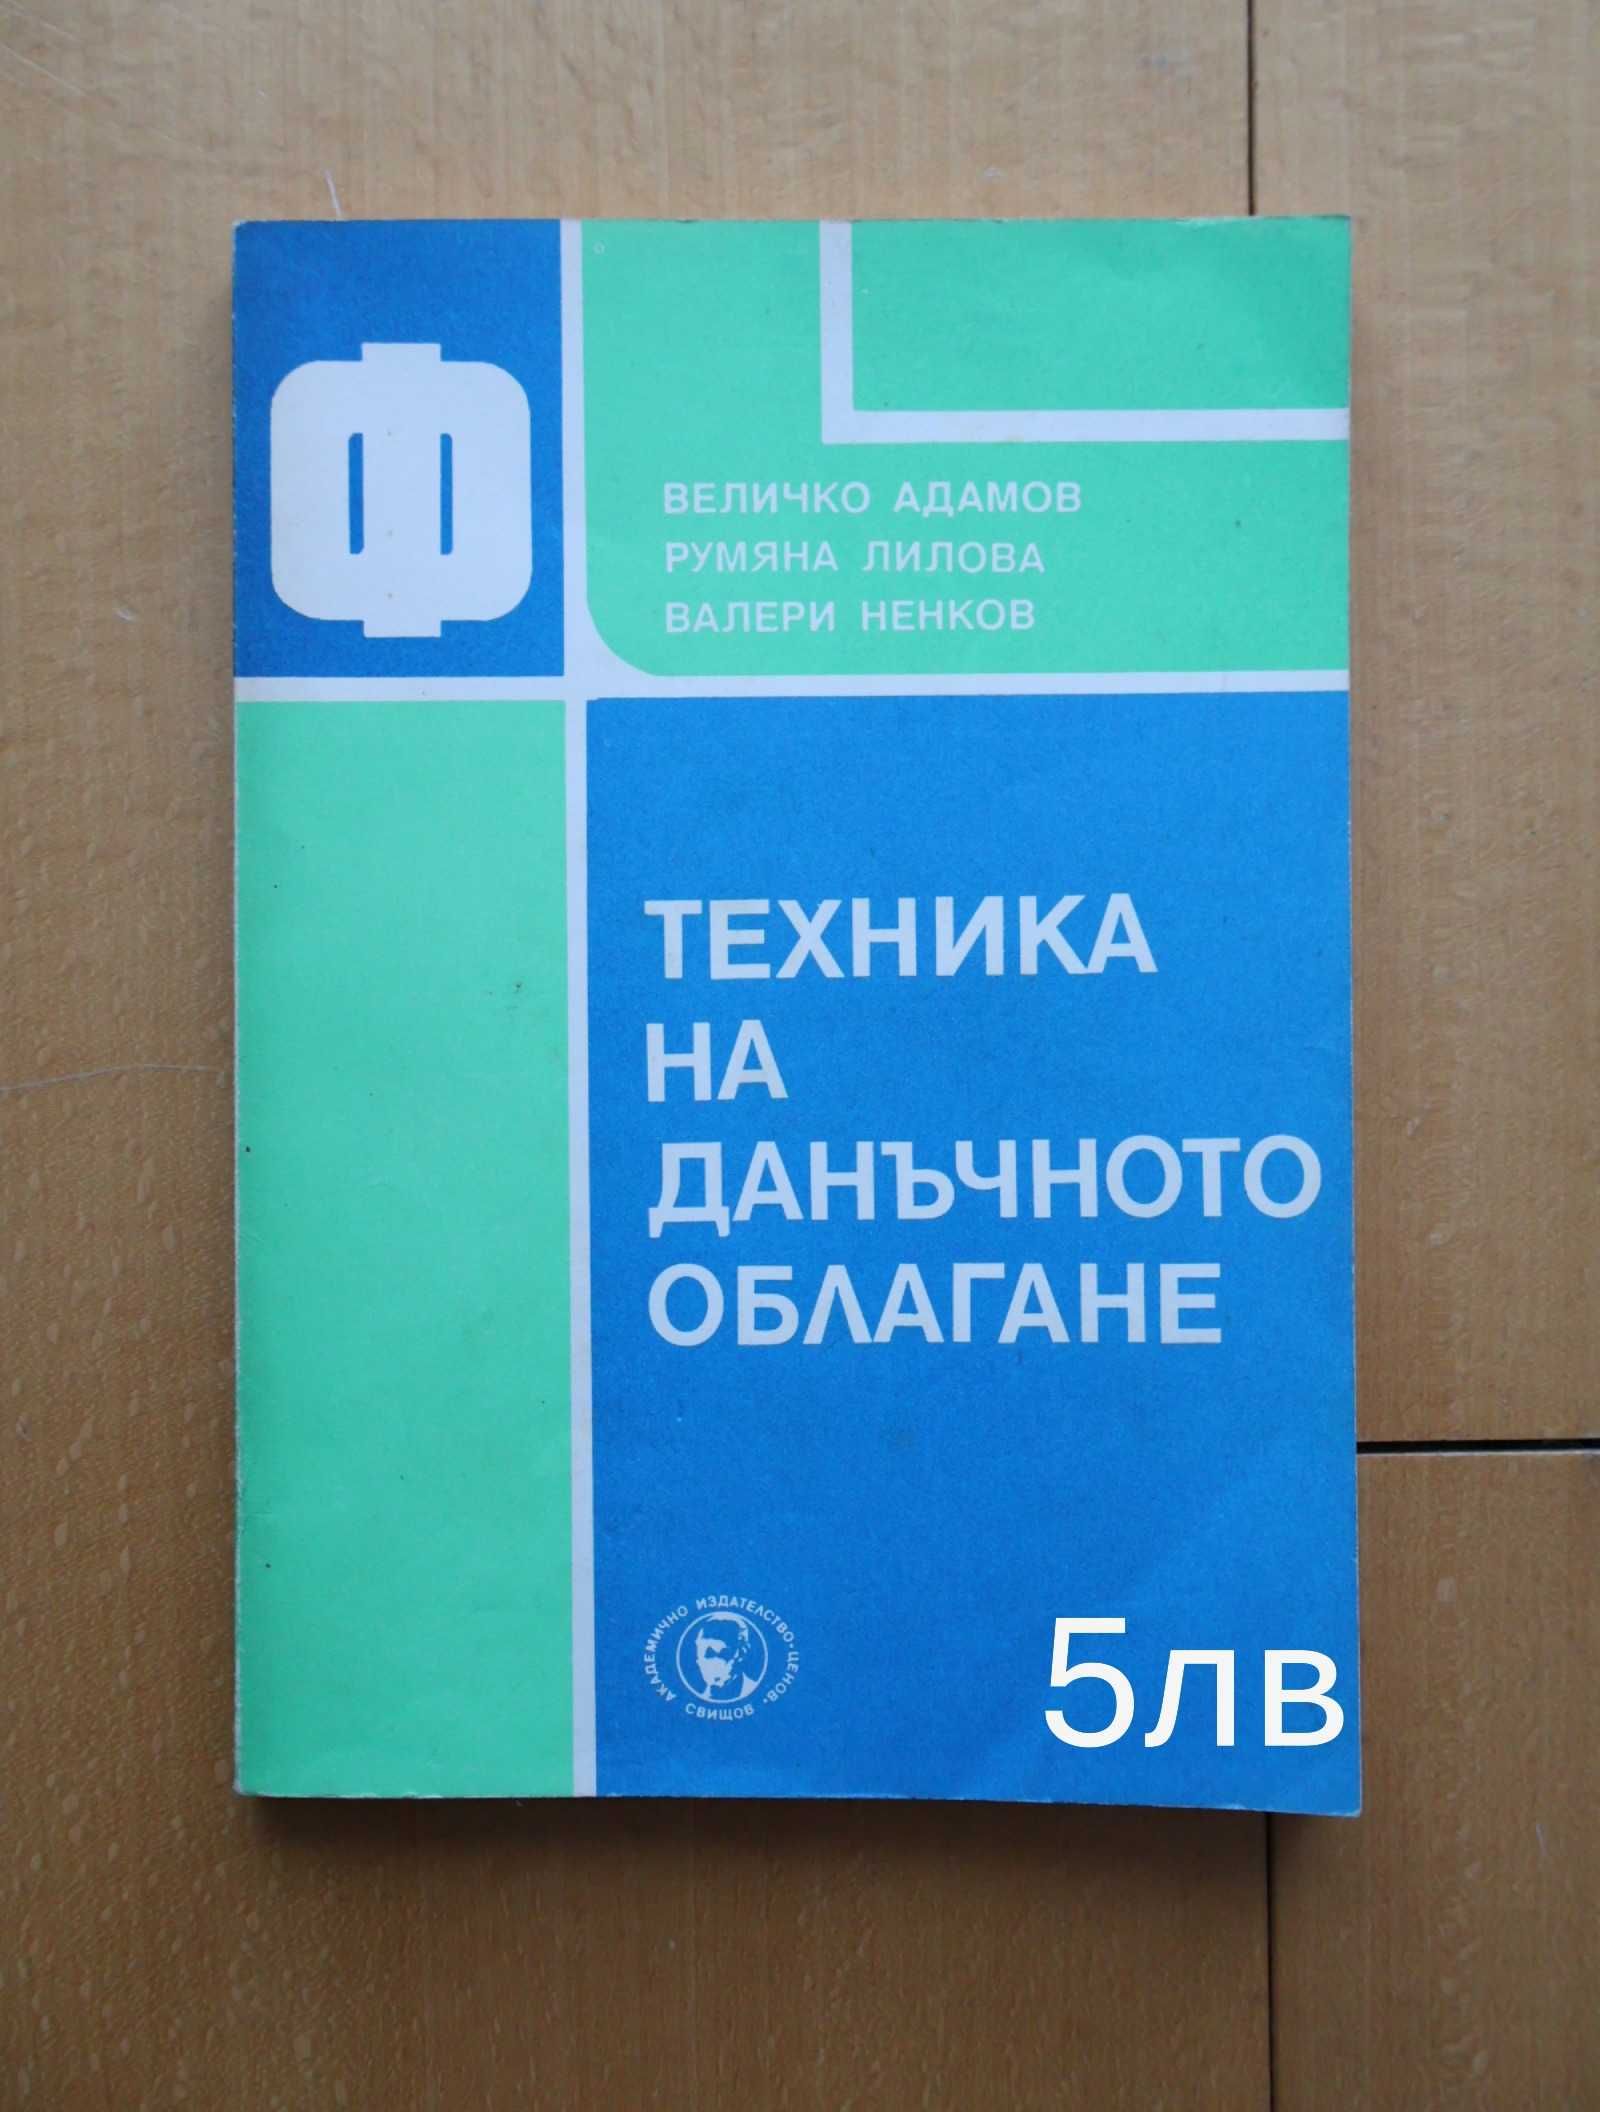 Ф
ВЕЛИЧКО АДАМОВ
РУМЯНА ЛИЛОВА
ВАЛЕРИ НЕНКОВ
ТЕХНИКА
НА
ДАНЪЧНОТО
ОБЛАГАНЕ
АКАДЕМИЧНО ИЗДАТЕЛСТВО •ЦЕНОВ•
СВИЩОВ
5лв